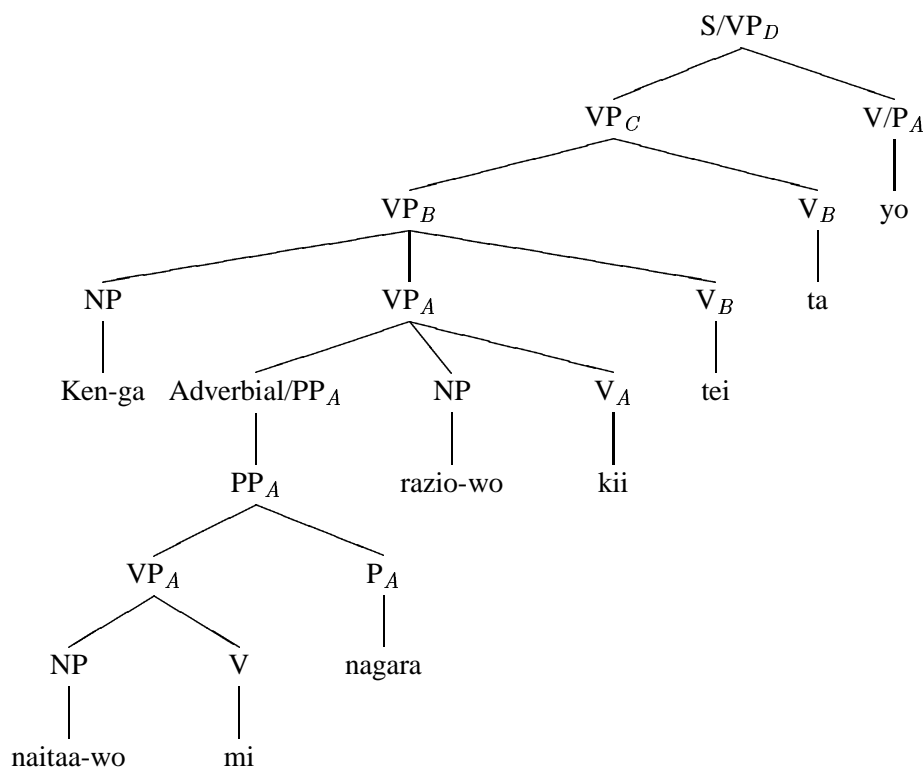 S/VP_D
VP_C V/P_A
VP_B V_B yo
NP VP_A V_B ta
Ken-ga Adverbial/PP_A NP V_A tei
PP_A razio-wo kii
VP_A P_A
NP V nagara
naitaa-wo mi